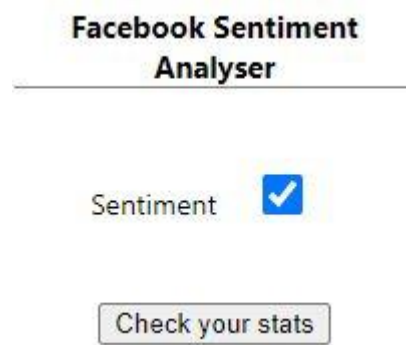 Facebook Sentiment
Analyser
Sentiment
Check your stats